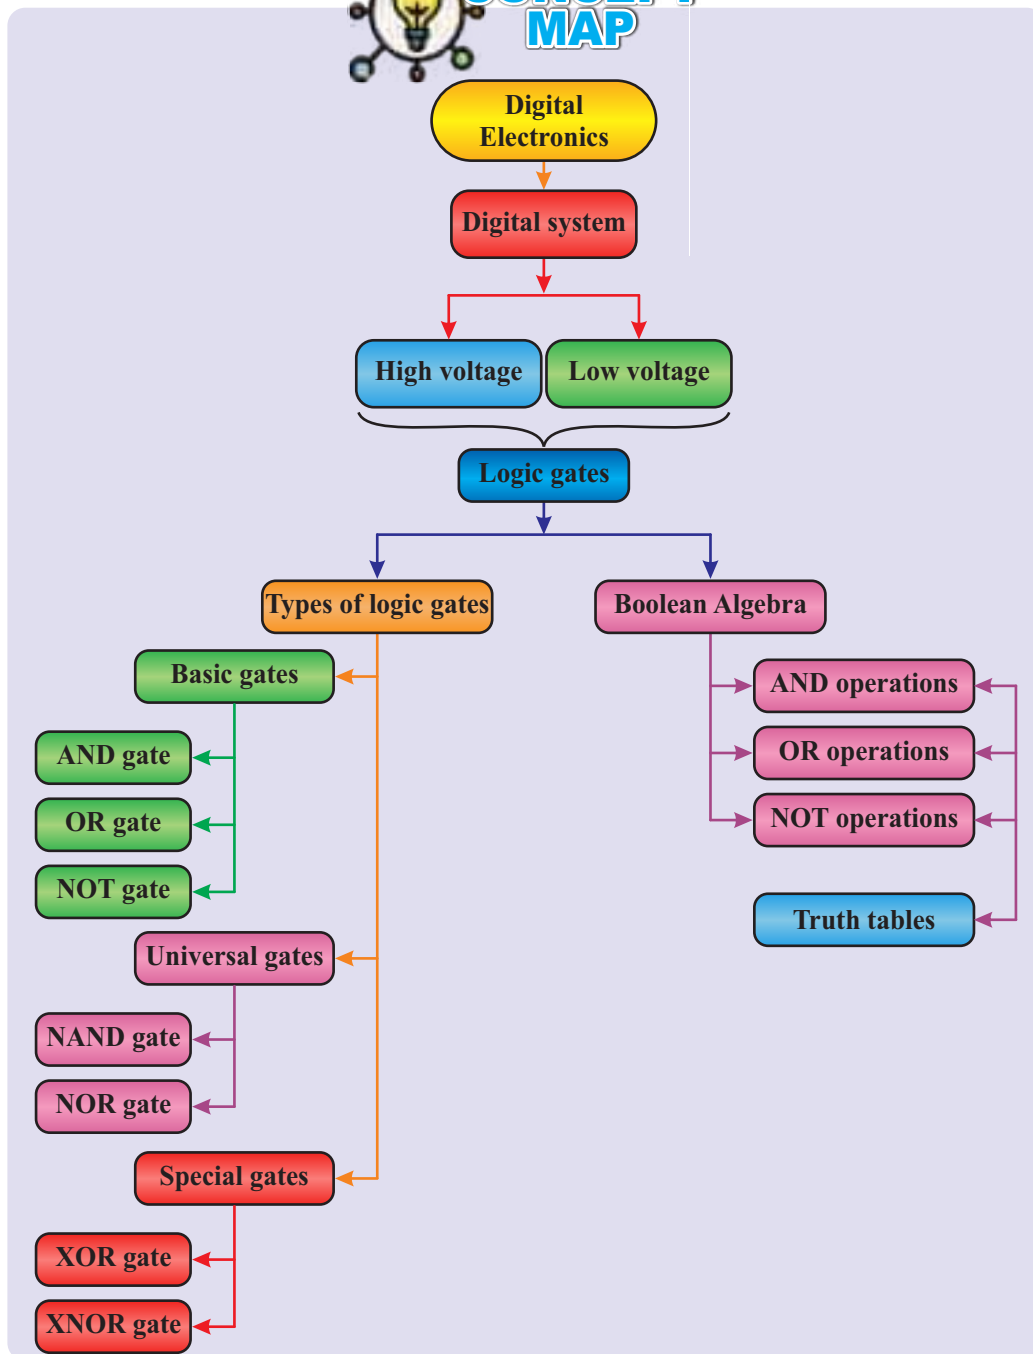 MAP
Digital
Electronics
Digital system
High voltage
Low voltage
Logic gates
Types of logic gates
Boolean Algebra
Basic gates
AND operations
AND gate
OR operations
OR gate
NOT operations
NOT gate
Truth tables
Universal gates
NAND gate
NOR gate
Special gates
XOR gate
XNOR gate